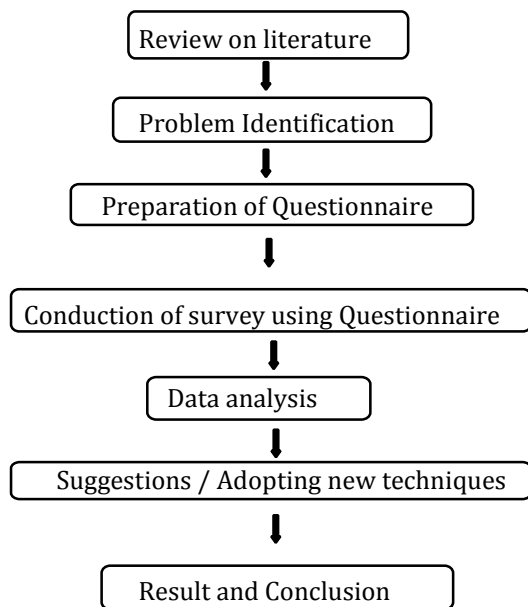 Review on literature
Problem Identification
Preparation of Questionnaire
Conduction of survey using Questionnaire
Data analysis
Suggestions / Adopting new techniques
Result and Conclusion